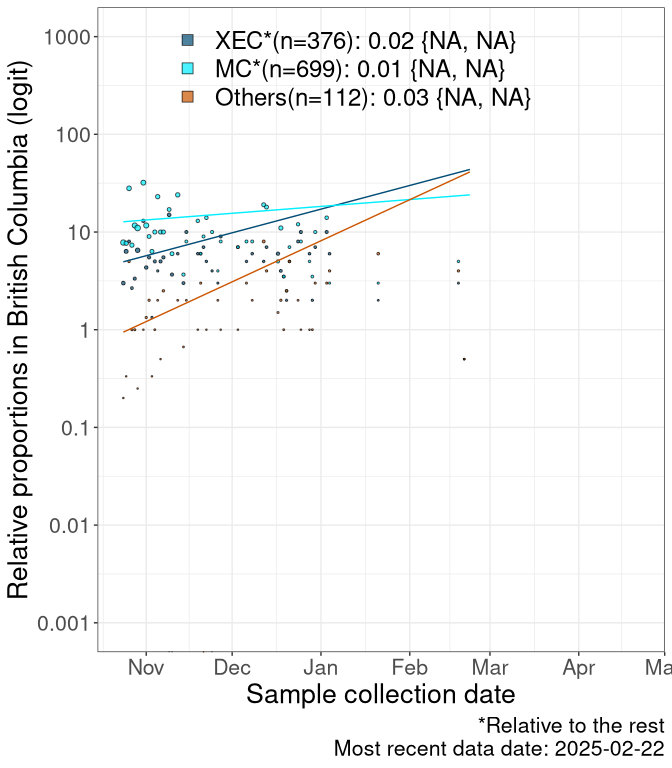 XEC*(n=376): 0.02 {NA, NA}
MC*(n=699): 0.01 {NA, NA}
Others(n=112): 0.03 {NA, NA}
Relative proportions in British Columbia (logit)
1000
100
10
1
0.1
0.01
0.001
Nov Dec Jan Feb Mar Apr Ma
Sample collection date
*Relative to the rest
Most recent data date: 2025-02-22